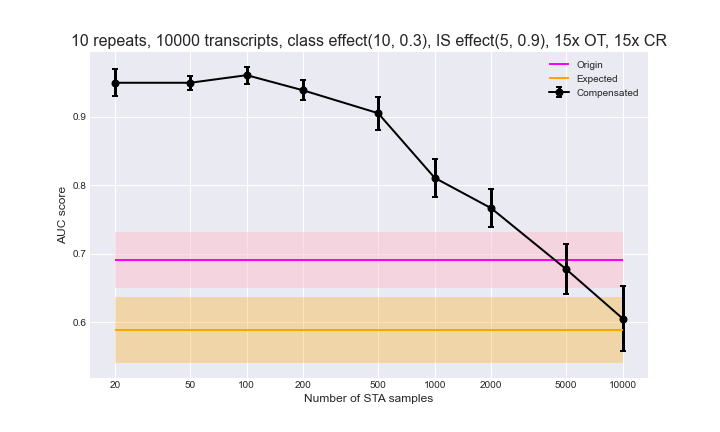 10 repeats, 10000 transcripts, class effect(10, 0.3), IS effect(5, 0.9), 15x OT, 15x CR
Origin
Expected
Compensated
AUC score
0.9
0.8
0.7
0.6
20 50 100 200 500 1000 2000 5000 10000
Number of STA samples